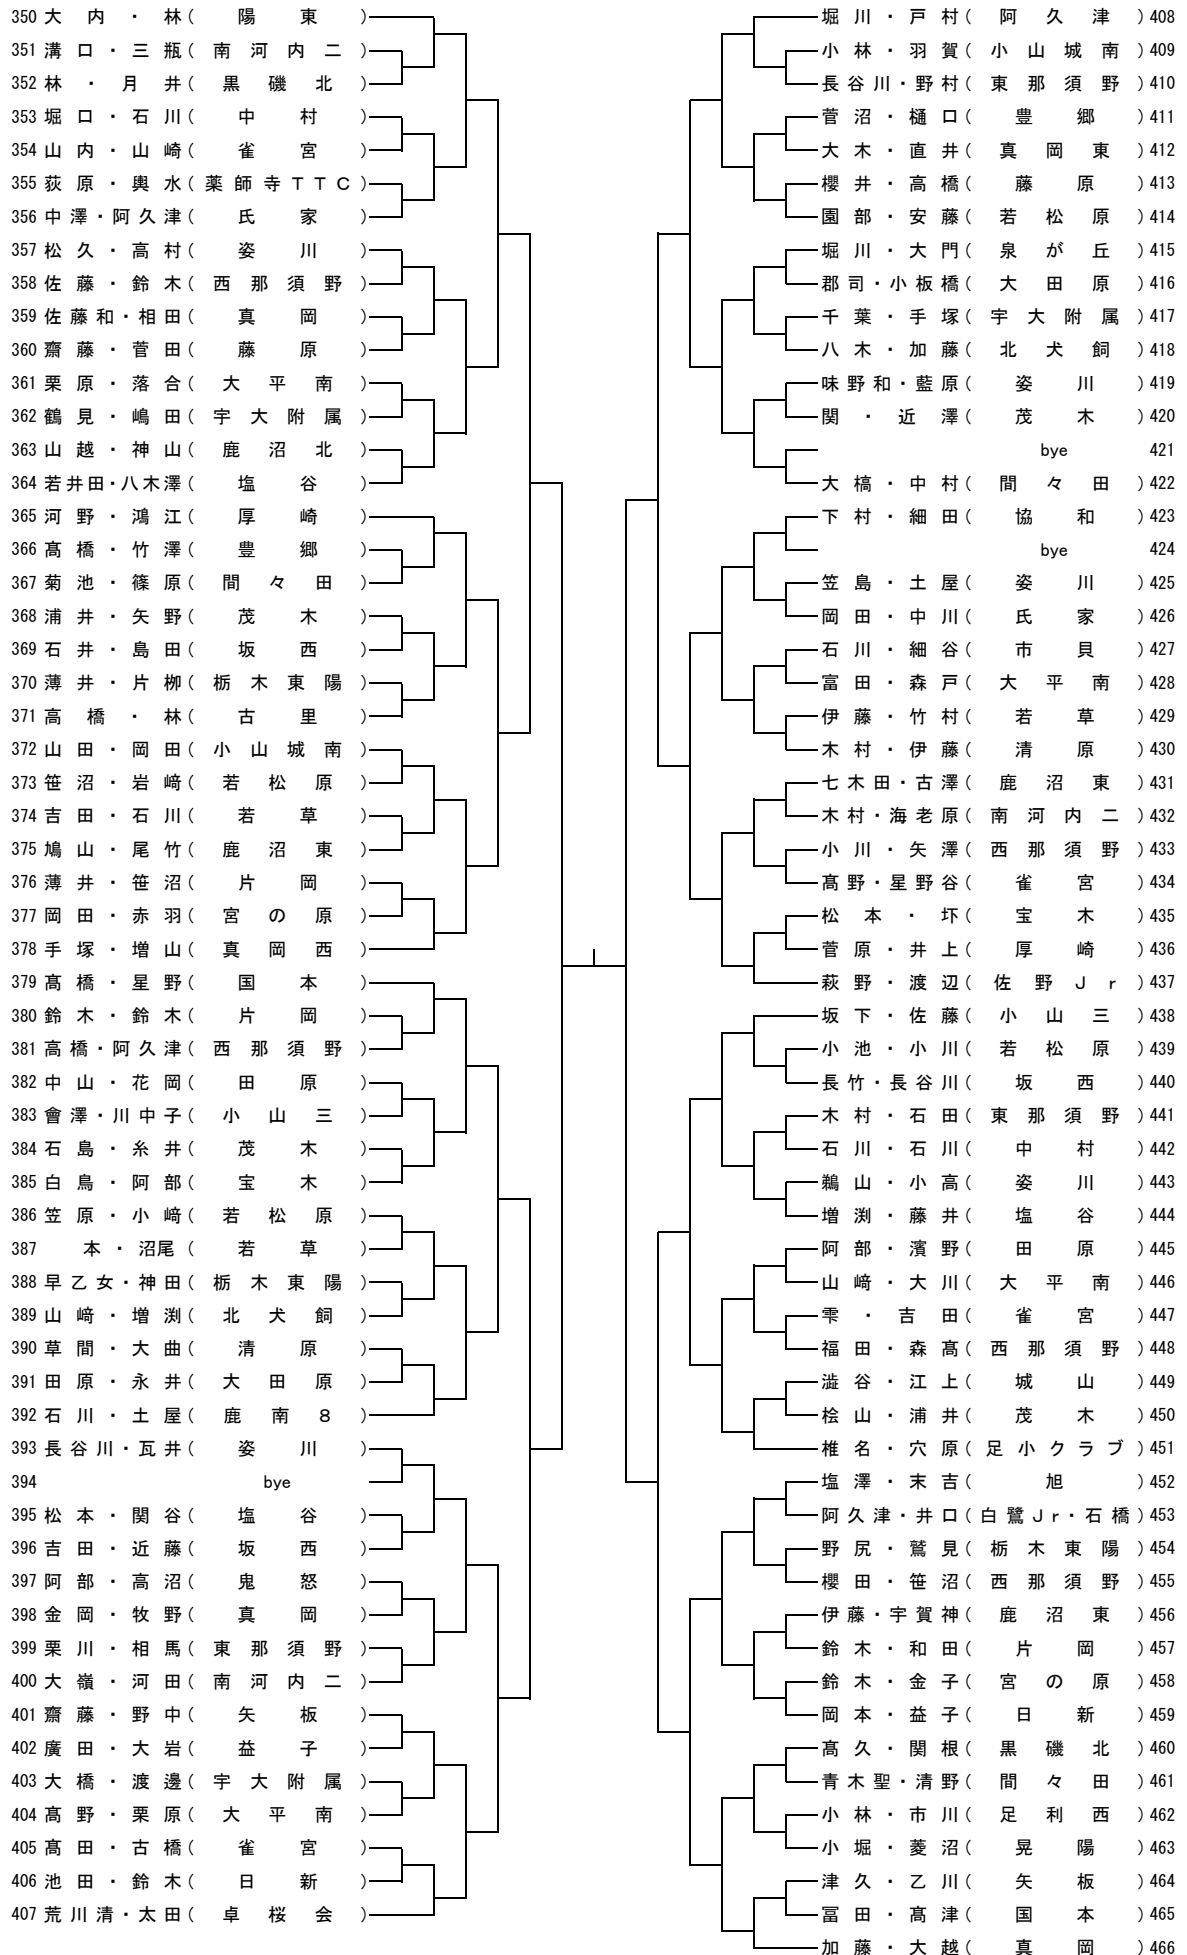 350 大内・林(陽東)
351 溝口・三瓶(南河内二)
352 林・月井(黒磯北)
353 堀口・石川(中村)
354 山内・山崎(雀宮)
355 荻原・輿水(薬師寺TTC)
356 中澤・阿久津(氏家)
357 松久・高村(姿川)
358 佐藤・鈴木(西那須野)
359 佐藤和・相田(真岡)
360 齋藤・菅田(藤原)
361 栗原・落合(大平南)
362 鶴見・嶋田(宇大附属)
363 山越・神山(鹿沼北)
364 若井田・八木澤(塩谷)
365 河野・鴻江(厚崎)
366 髙橋・竹澤(豊郷)
367 菊池・篠原(間々田)
368 浦井・矢野(茂木)
369 石井・島田(坂西)
370 薄井・片栁(栃木東陽)
371 高橋・林(古里)
372 山田・岡田(小山城南)
373 笹沼・岩﨑(若松原)
374 吉田・石川(若草)
375 鳩山・尾竹(鹿沼東)
376 薄井・笹沼(片岡)
377 岡田・赤羽(宮の原)
378 手塚・増山(真岡西)
379 髙橋・星野(国本)
380 鈴木・鈴木(片岡)
381 高橋・阿久津(西那須野)
382 中山・花岡(田原)
383 會澤・川中子(小山三)
384 石島・糸井(茂木)
385 白鳥・阿部(宝木)
386 笠原・小﨑(若松原)
387 本・沼尾(若草)
388 早乙女・神田(栃木東陽)
389 山﨑・増渕(北犬飼)
390 草間・大曲(清原)
391 田原・永井(大田原)
392 石川・土屋(鹿南8)
393 長谷川・瓦井(姿川)
394 bye
395 松本・関谷(塩谷)
396 吉田・近藤(坂西)
397 阿部・高沼(鬼怒)
398 金岡・牧野(真岡)
399 栗川・相馬(東那須野)
400 大嶺・河田(南河内二)
401 齋藤・野中(矢板)
402 廣田・大岩(益子)
403 大橋・渡邊(宇大附属)
404 髙野・栗原(大平南)
405 髙田・古橋(雀宮)
406 池田・鈴木(日新)
407 荒川清・太田(卓桜会)
堀川・戸村(阿久津)408
小林・羽賀(小山城南)409
長谷川・野村(東那須野)410
菅沼・樋口(豊郷)411
大木・直井(真岡東)412
櫻井・高橋(藤原)413
園部・安藤(若松原)414
堀川・大門(泉が丘)415
郡司・小板橋(大田原)416
千葉・手塚(宇大附属)417
八木・加藤(北犬飼)418
味野和・藍原(姿川)419
関・近澤(茂木)420
bye 421
大槁・中村(間々田)422
下村・細田(協和)423
bye 424
笠島・土屋(姿川)425
岡田・中川(氏家)426
石川・細谷(市貝)427
富田・森戸(大平南)428
伊藤・竹村(若草)429
木村・伊藤(清原)430
七木田・古澤(鹿沼東)431
木村・海老原(南河内二)432
小川・矢澤(西那須野)433
髙野・星野谷(雀宮)434
松本・圷(宝木)435
菅原・井上(厚崎)436
萩野・渡辺(佐野Jr)437
坂下・佐藤(小山三)438
小池・小川(若松原)439
長竹・長谷川(坂西)440
木村・石田(東那須野)441
石川・石川(中村)442
鵜山・小高(姿川)443
増渕・藤井(塩谷)444
阿部・濱野(田原)445
山﨑・大川(大平南)446
雫・吉田(雀宮)447
福田・森髙(西那須野)448
澁谷・江上(城山)449
桧山・浦井(茂木)450
椎名・穴原(足小クラブ)451
塩澤・末吉(旭)452
阿久津・井口(白鷺Jr・石橋)453
野尻・鷲見(栃木東陽)454
櫻田・笹沼(西那須野)455
伊藤・宇賀神(鹿沼東)456
鈴木・和田(片岡)457
鈴木・金子(宮の原)458
岡本・益子(日新)459
髙久・関根(黒磯北)460
青木聖・清野(間々田)461
小林・市川(足利西)462
小堀・菱沼(晃陽)463
津久・乙川(矢板)464
冨田・髙津(国本)465
加藤・大越(真岡)466